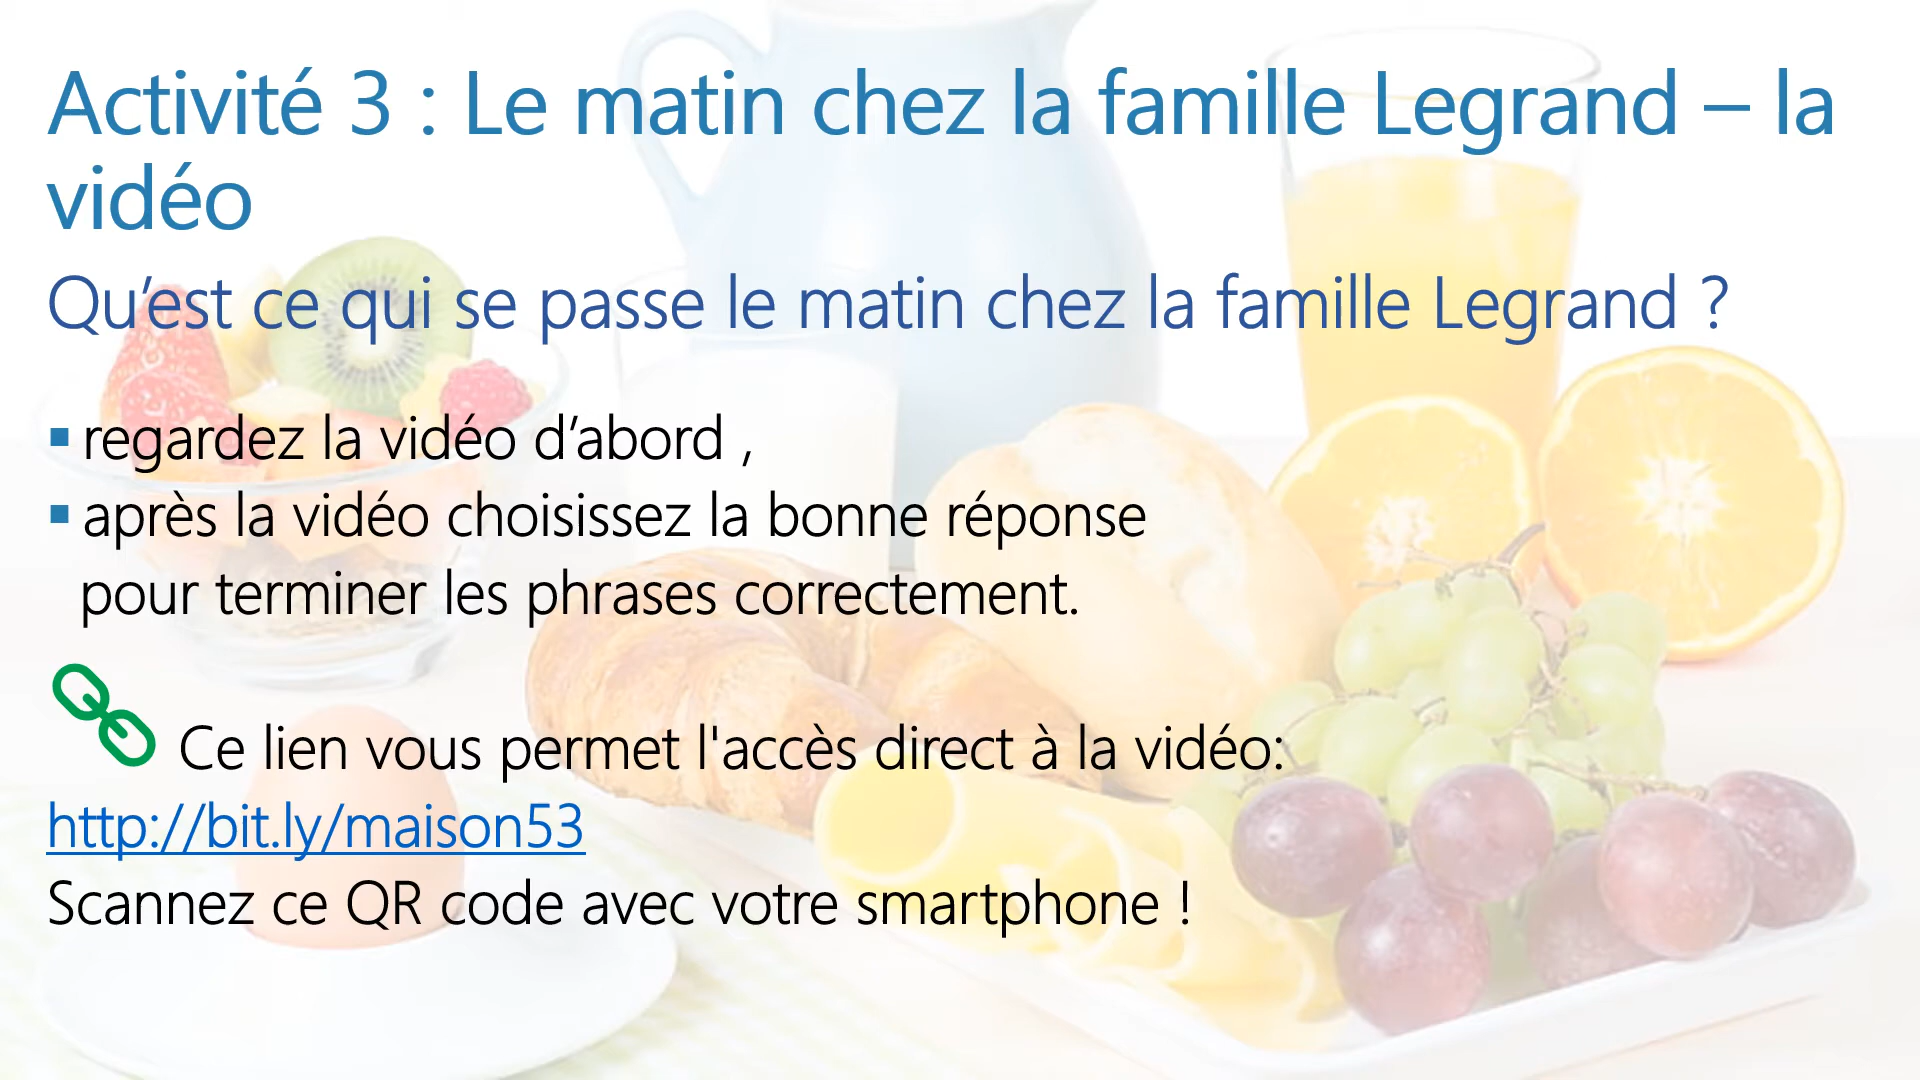 Activité 3 : Le matin chez la famille Legrand – la
vidéo
Qu’est ce qui se passe le matin chez la famille Legrand ?
▪ regardez la vidéo d’abord ,
▪ après la vidéo choisissez la bonne réponse
pour terminer les phrases correctement.
Ce lien vous permet l'accès direct à la vidéo:
http://bit.ly/maison53
Scannez ce QR code avec votre smartphone !